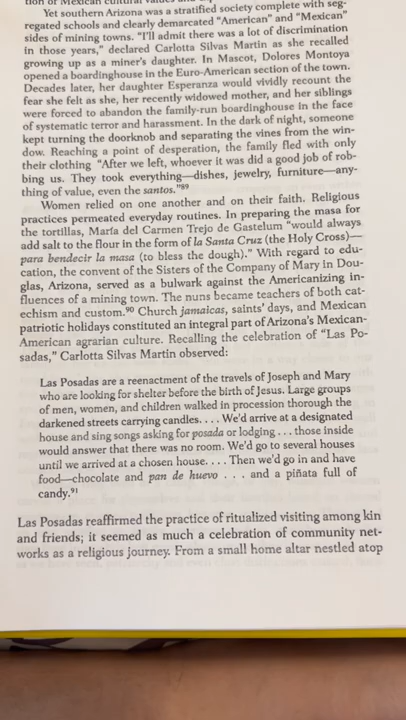 tion of Mexican cultural values and
Yet southern Arizona was a stratified society complete with seg-
regated schools and clearly demarcated “American” and “Mexican”
sides of mining towns. “I'll admit there was a lot of discrimination
in those years,” declared Carlotta Silvas Martin as she recalled
growing up as a miner's daughter. In Mascot, Dolores Montoya
opened a boardinghouse in the Euro-American section of the town.
Decades later, her daughter Esperanza would vividly recount the
fear she felt as she, her recently widowed mother, and her siblings
were forced to abandon the family-run boardinghouse in the face
of systematic terror and harassment. In the dark of night, someone
kept turning the doorknob and separating the vines from the win-
dow. Reaching a point of desperation, the family fled with only
their clothing “After we left, whoever it was did a good job of rob-
bing us. They took everything—dishes, jewelry, furniture—any-
thing of value, even the santos.”89
Women relied on one another and on their faith. Religious
practices permeated everyday routines. In preparing the masa for
the tortillas, María del Carmen Trejo de Gastelum “would always
add salt to the flour in the form of la Santa Cruz (the Holy Cross)—
para bendecir la masa (to bless the dough).” With regard to edu-
cation, the convent of the Sisters of the Company of Mary in Dou-
glas, Arizona, served as a bulwark against the Americanizing in-
fluences of a mining town. The nuns became teachers of both cat-
echism and custom.90 Church jamaicas, saints' days, and Mexican
patriotic holidays constituted an integral part of Arizona's Mexican-
American agrarian culture. Recalling the celebration of “Las Po-
sadas,” Carlotta Silvas Martin observed:
Las Posadas are a reenactment of the travels of Joseph and Mary
who are looking for shelter before the birth of Jesus. Large groups
of men, women, and children walked in procession thorough the
darkened streets carrying candles. . . . We'd arrive at a designated
house and sing songs asking for posada or lodging . . . those inside
would answer that there was no room. We'd go to several houses
until we arrived at a chosen house. . . . Then we'd go in and have
food—chocolate and pan de huevo . . . and a piñata full of
candy.91
Las Posadas reaffirmed the practice of ritualized visiting among kin
and friends; it seemed as much a celebration of community net-
works as a religious journey. From a small home altar nestled atop